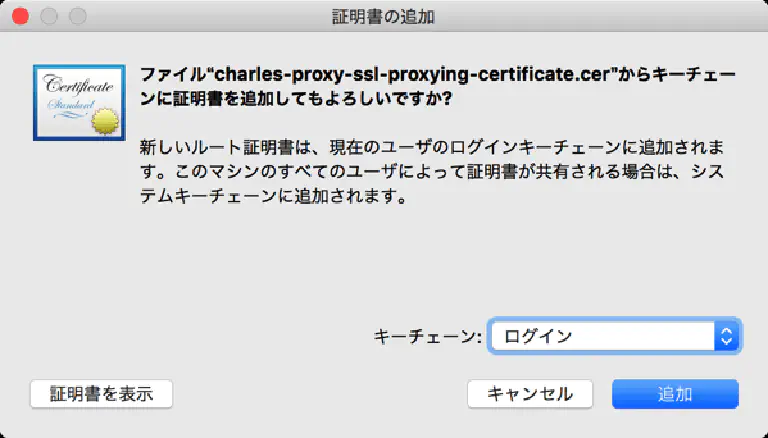 証明書の追加
Certificate
Standard
ファイル“charles-proxy-ssl-proxying-certificate.cer”からキーチェー
ンに証明書を追加してもよろしいですか?
新しいルート証明書は、現在のユーザのログインキーチェーンに追加されま
す。このマシンのすべてのユーザによって証明書が共有される場合は、シス
テムキーチェーンに追加されます。
キーチェーン: ログイン
証明書を表示 キャンセル 追加